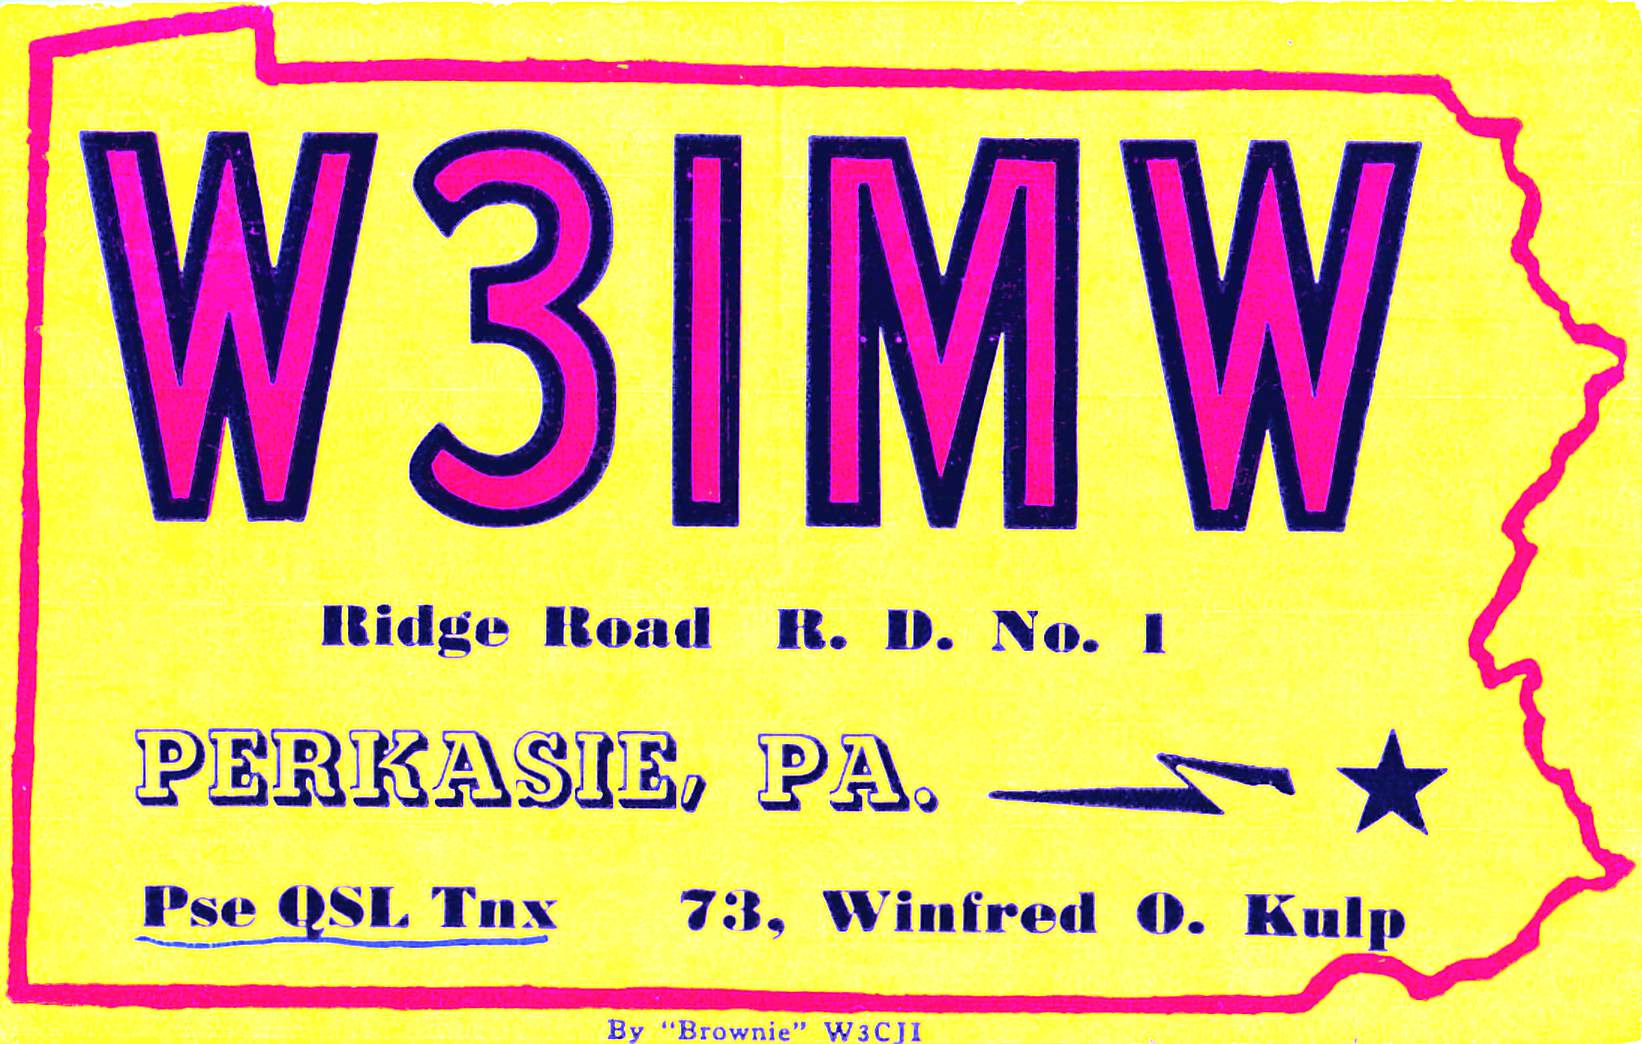 W3IMW
Ridge Road R. D. No. 1
PERKASIE, PA.
Pse QSL Tnx 73, Winfred O. Kulp
By "Brownie" W3CJI